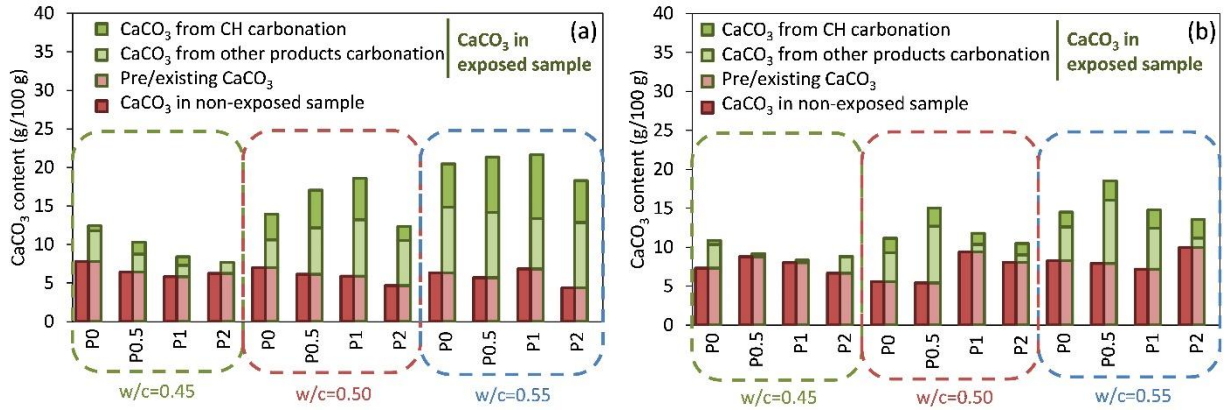 40
35
30
25
20
15
10
5
0
CaCO₃ content (g/100 g)
CaCO₃ from CH carbonation
CaCO₃ from other products carbonation
Pre/existing CaCO₃
CaCO₃ in non-exposed sample
CaCO₃ in
exposed sample
(a)
P0 P0.5 P1 P2 P0 P0.5 P1 P2 P0 P0.5 P1 P2
w/c=0.45 w/c=0.50 w/c=0.55
40
35
30
25
20
15
10
5
0
CaCO₃ content (g/100 g)
CaCO₃ from CH carbonation
CaCO₃ from other products carbonation
Pre/existing CaCO₃
CaCO₃ in non-exposed sample
CaCO₃ in
exposed sample
(b)
P0 P0.5 P1 P2 P0 P0.5 P1 P2 P0 P0.5 P1 P2
w/c=0.45 w/c=0.50 w/c=0.55